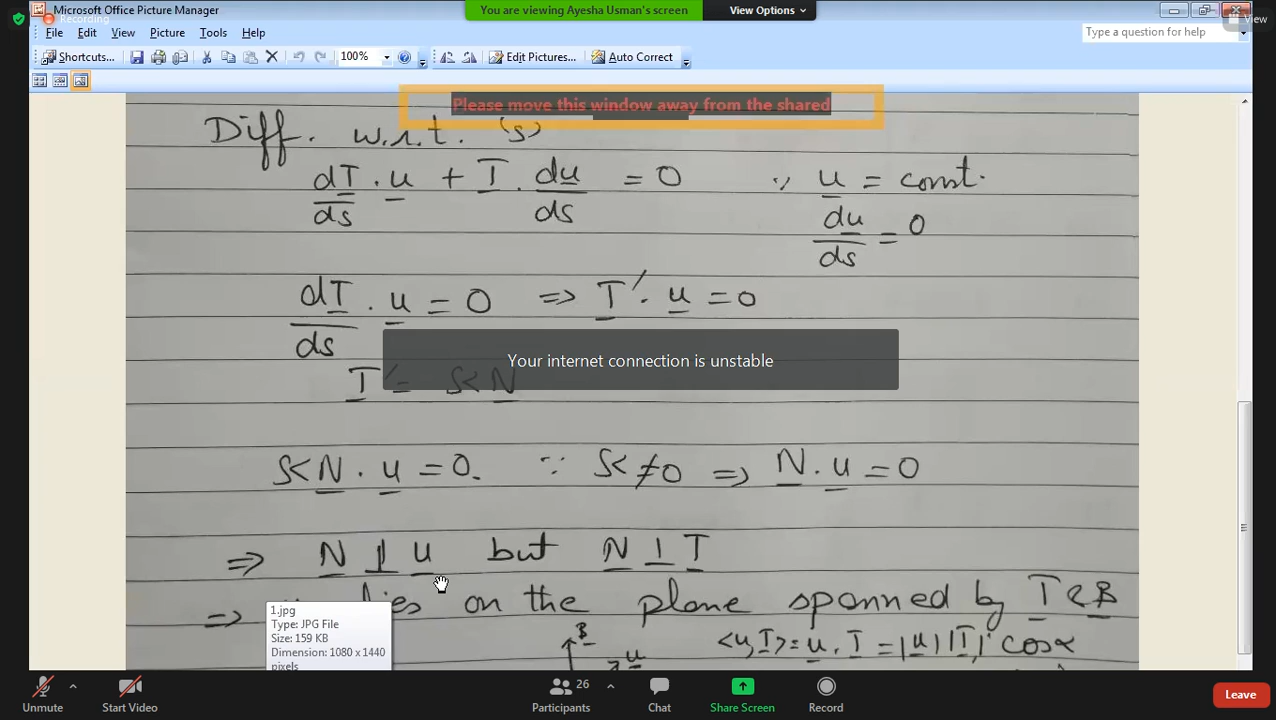 Microsoft Office Picture Manager
Recording
You are viewing Ayesha Usman's screen
View Options
View
File Edit View Picture Tools Help
Type a question for help
Shortcuts...
100%
Edit Pictures...
Auto Correct
Please move this window away from the shared
Diff. w.r.t. (s)
dT/ds . u + T . du/ds = 0 ∵ u = const.
du/ds = 0
dT/ds . u = 0 ⇒ T' . u = 0
Your internet connection is unstable
T' = κN
κN . u = 0. ∵ κ ≠ 0 ⇒ N . u = 0
⇒ N ⊥ u but N ⊥ T
⇒ lies on the plane spanned by T & B
1.jpg
Type: JPG File
Size: 159 KB
Dimension: 1080 x 1440
pixels
B
u
<u,T> = u . T = |u| |T| cos α
Unmute
Start Video
26
Participants
Chat
Share Screen
Record
Leave